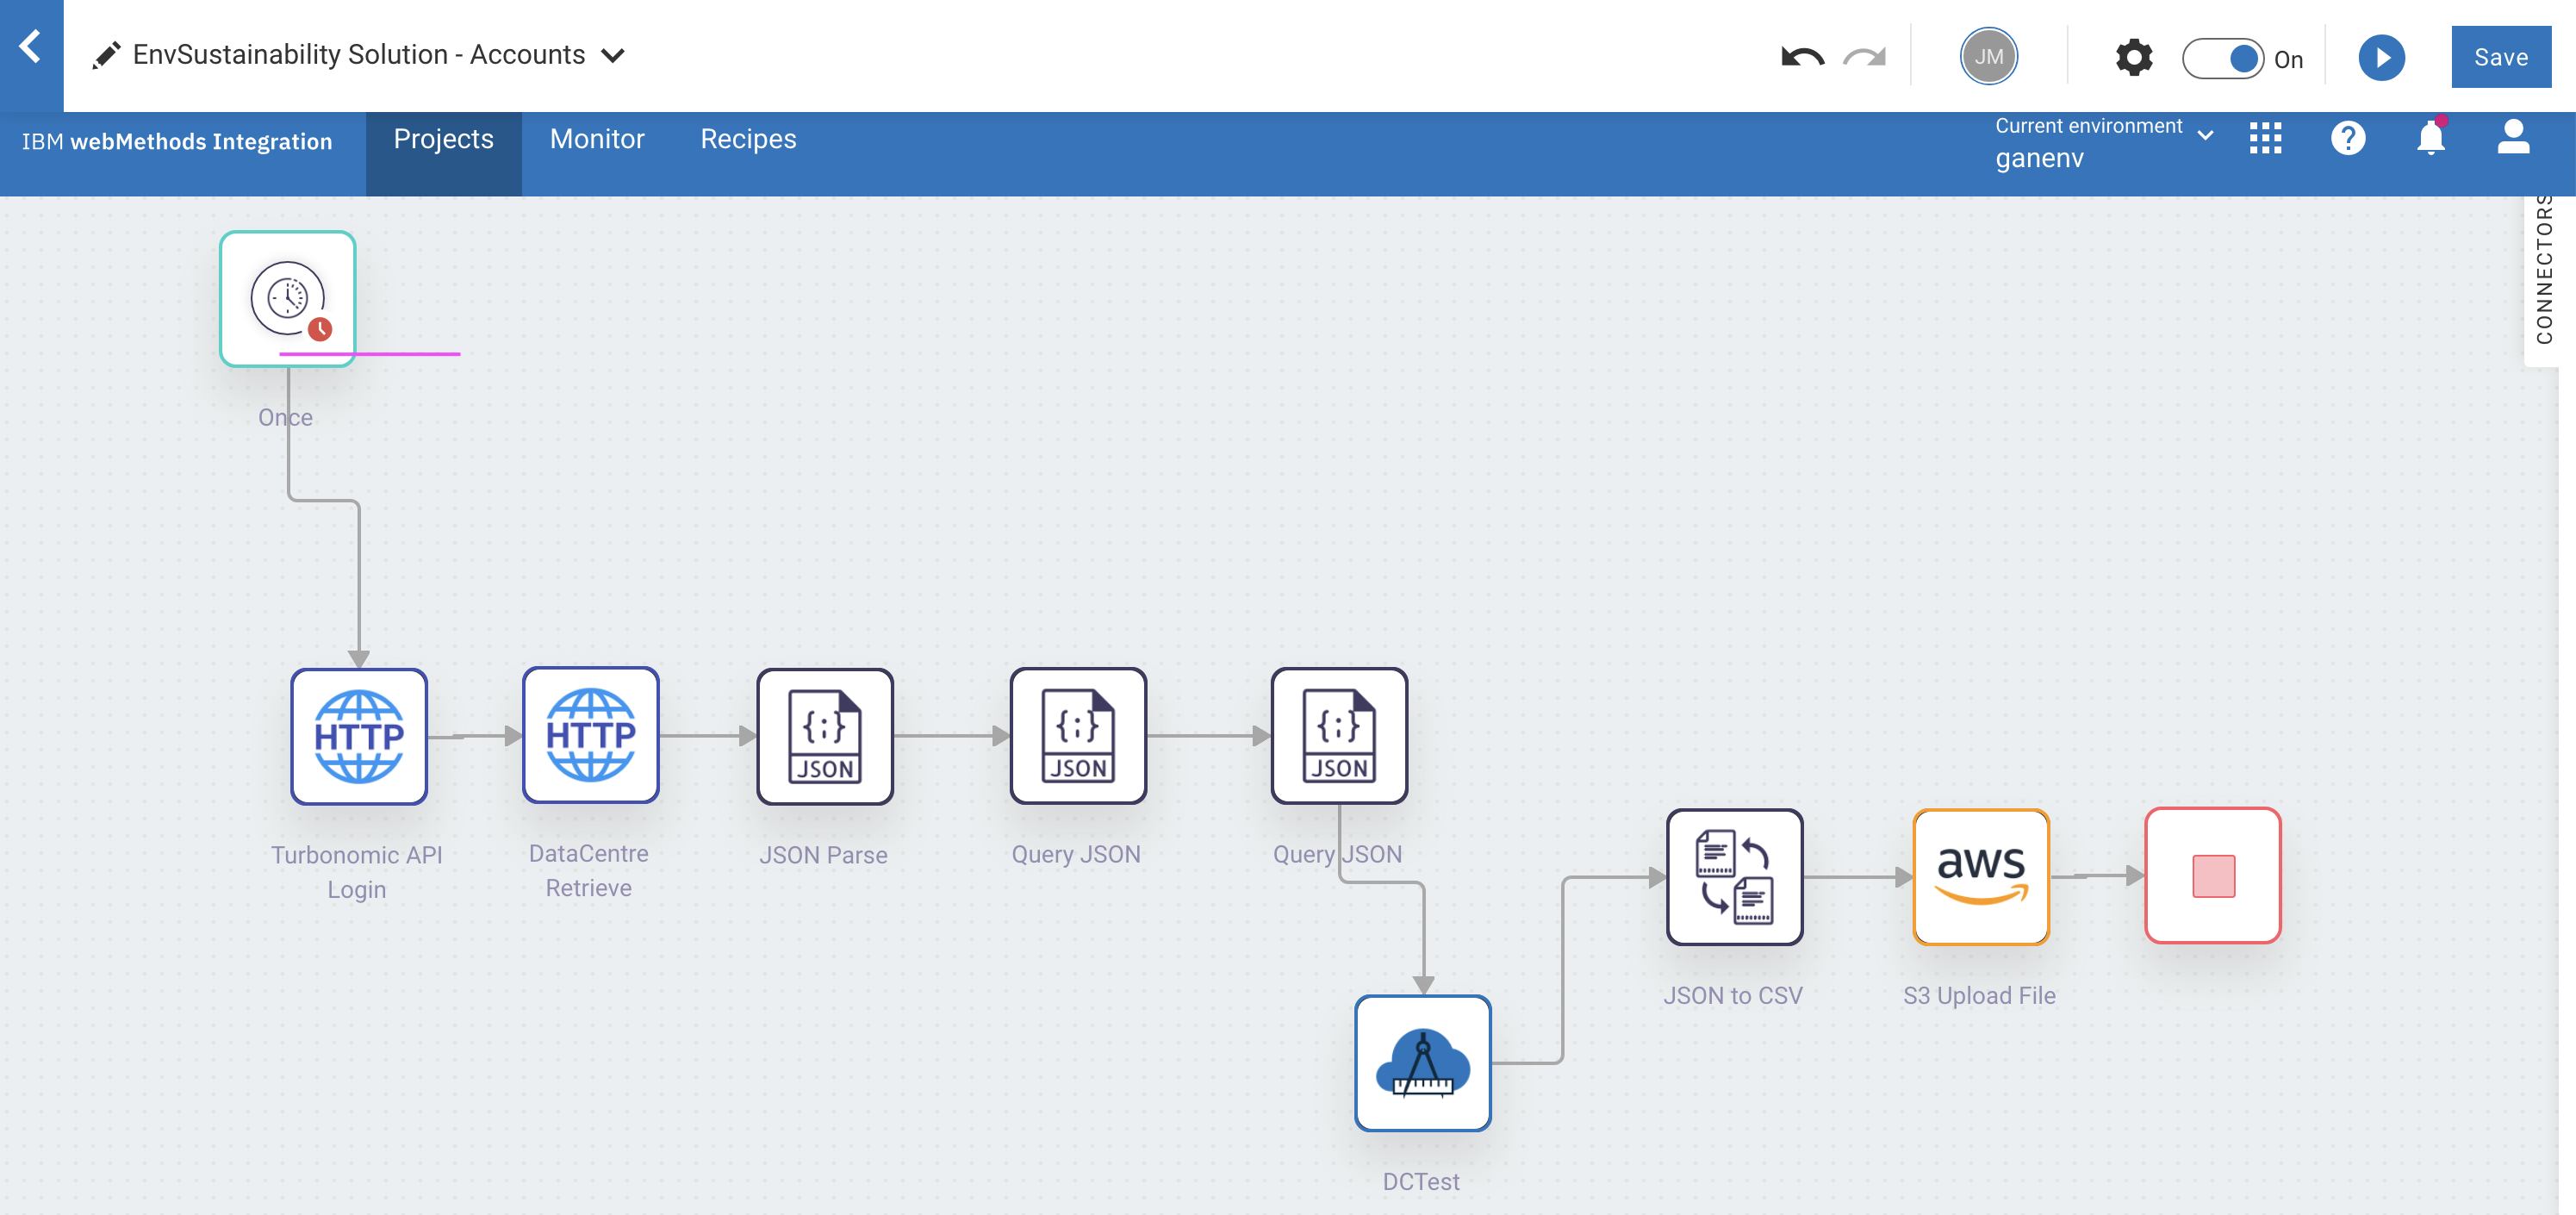 EnvSustainability Solution - Accounts
JM
On
Save
IBM webMethods Integration
Projects
Monitor
Recipes
Current environment
ganenv
?
CONNECTORS
Once
HTTP
HTTP
{;}
JSON
{;}
JSON
{;}
JSON
Turbonomic API
Login
DataCentre
Retrieve
JSON Parse
Query JSON
Query JSON
aws
JSON to CSV
S3 Upload File
DCTest